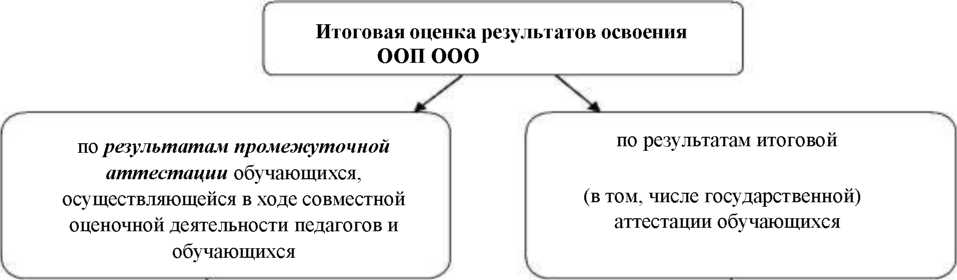 Итоговая оценка результатов освоения
ООП ООО
по результатам промежуточной
аттестации обучающихся,
осуществляющейся в ходе совместной
оценочной деятельности педагогов и
обучающихся
по результатам итоговой
(в том, числе государственной)
аттестации обучающихся